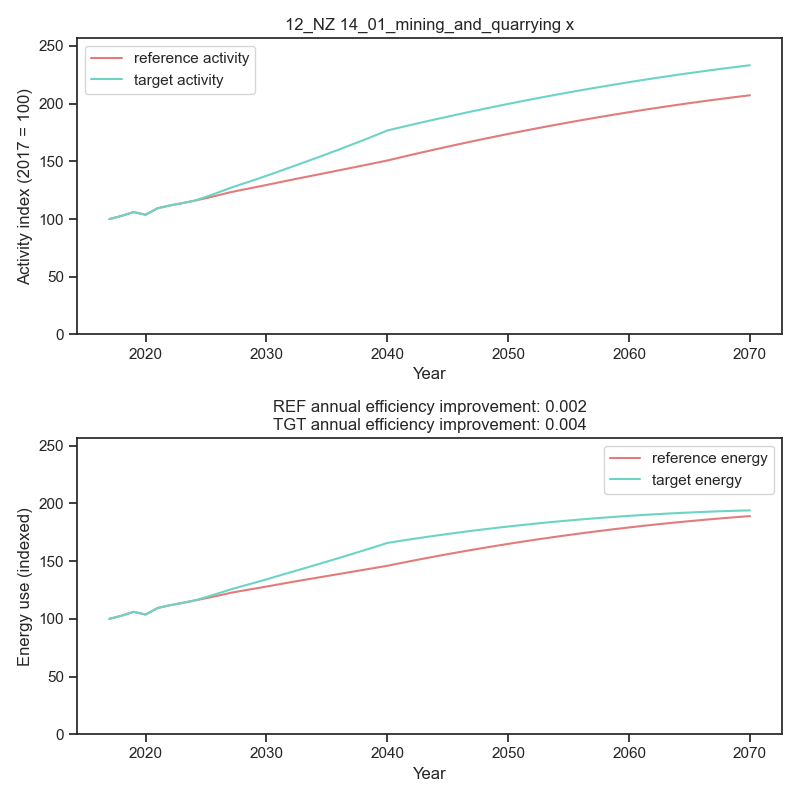 12_NZ 14_01_mining_and_quarrying x
250
200
150
100
50
0
Activity index (2017 = 100)
reference activity
target activity
2020 2030 2040 2050 2060 2070
Year
REF annual efficiency improvement: 0.002
TGT annual efficiency improvement: 0.004
250
200
150
100
50
0
Energy use (indexed)
reference energy
target energy
2020 2030 2040 2050 2060 2070
Year